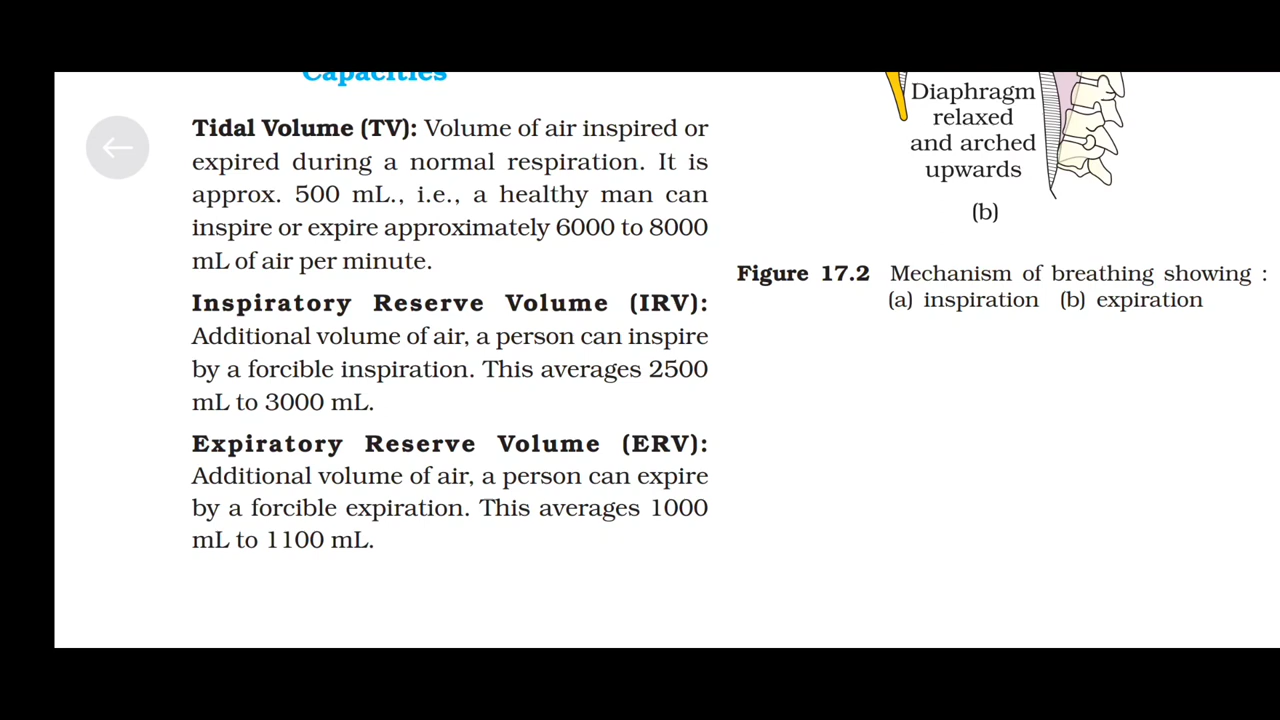 Capacities
Tidal Volume (TV): Volume of air inspired or
expired during a normal respiration. It is
approx. 500 mL., i.e., a healthy man can
inspire or expire approximately 6000 to 8000
mL of air per minute.
Inspiratory Reserve Volume (IRV):
Additional volume of air, a person can inspire
by a forcible inspiration. This averages 2500
mL to 3000 mL.
Expiratory Reserve Volume (ERV):
Additional volume of air, a person can expire
by a forcible expiration. This averages 1000
mL to 1100 mL.
Diaphragm
relaxed
and arched
upwards
(b)
Figure 17.2 Mechanism of breathing showing :
(a) inspiration (b) expiration